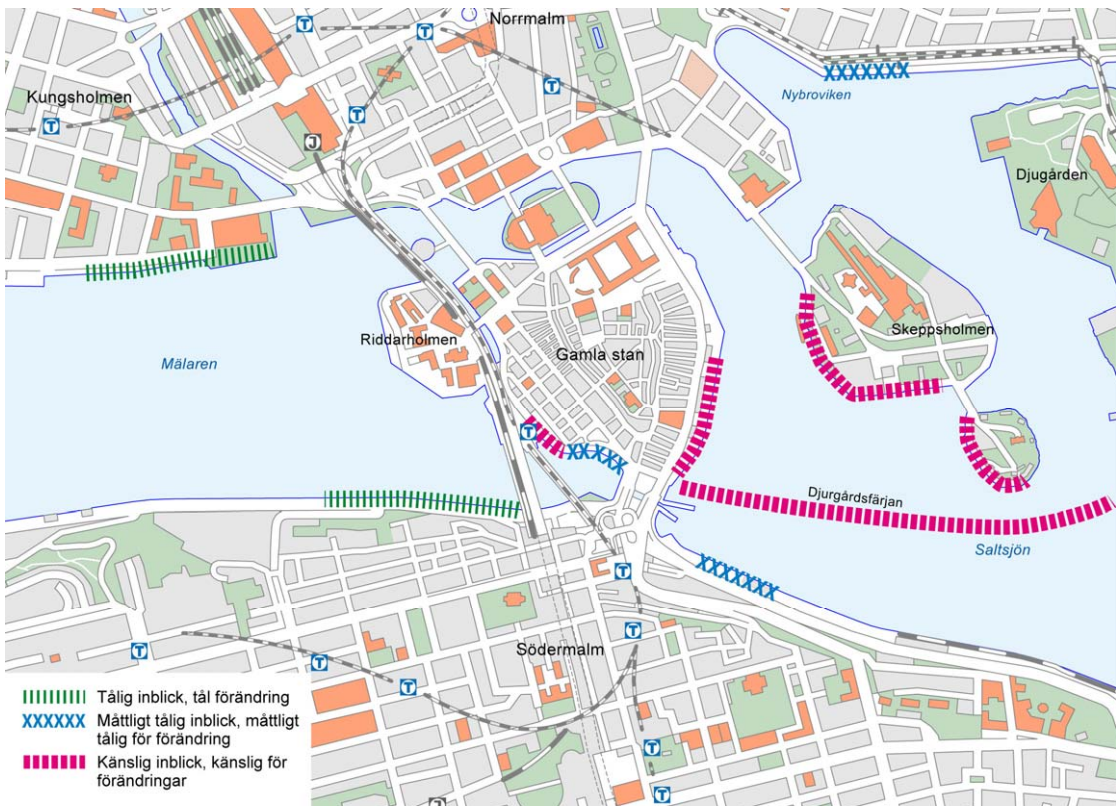 Norrmalm
T
T
Kungsholmen
T
T
T
Nybroviken
J
Djugården
Riddarholmen
Gamla stan
Skeppsholmen
Mälaren
T
Djurgårdsfärjan
Saltsjön
T
T
Södermalm
T
T
T
Tålig inblick, tål förändring
XXXXXX Måttligt tålig inblick, måttligt
tålig för förändring
Känslig inblick, känslig för
förändringar
T
T
J